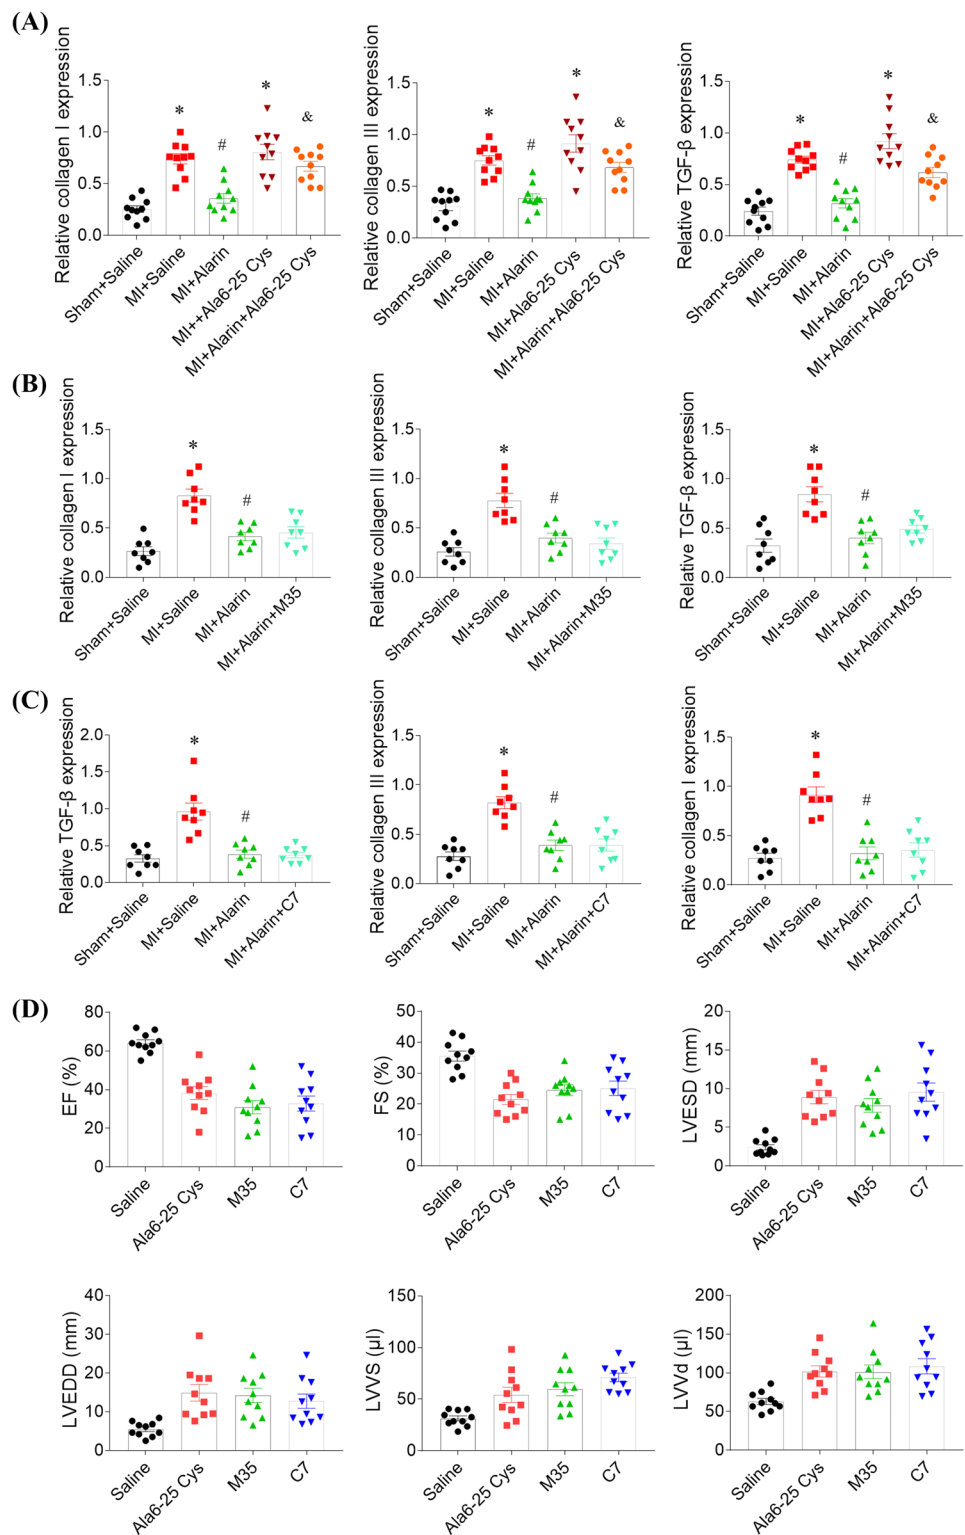 (A)
Relative collagen I expression
1.5
1.0
0.5
0.0
*
#
*
&
Sham+Saline
MI+Saline
MI+Alarin
MI++Ala6-25 Cys
MI+Alarin+Ala6-25 Cys
Relative collagen III expression
1.5
1.0
0.5
0.0
*
#
*
&
Sham+Saline
MI+Saline
MI+Alarin
MI+Ala6-25 Cys
MI+Alarin+Ala6-25 Cys
Relative TGF-β expression
1.5
1.0
0.5
0.0
*
#
*
&
Sham+Saline
MI+Saline
MI+Alarin
MI+Ala6-25 Cys
MI+Alarin+Ala6-25 Cys
(B)
Relative collagen I expression
1.5
1.0
0.5
0.0
*
#
Sham+Saline
MI+Saline
MI+Alarin
MI+Alarin+M35
Relative collagen III expression
1.5
1.0
0.5
0.0
*
#
Sham+Saline
MI+Saline
MI+Alarin
MI+Alarin+M35
Relative TGF-β expression
1.5
1.0
0.5
0.0
*
#
Sham+Saline
MI+Saline
MI+Alarin
MI+Alarin+M35
(C)
Relative TGF-β expression
2.0
1.5
1.0
0.5
0.0
*
#
Sham+Saline
MI+Saline
MI+Alarin
MI+Alarin+C7
Relative collagen III expression
1.5
1.0
0.5
0.0
*
#
Sham+Saline
MI+Saline
MI+Alarin
MI+Alarin+C7
Relative collagen I expression
1.5
1.0
0.5
0.0
*
#
Sham+Saline
MI+Saline
MI+Alarin
MI+Alarin+C7
(D)
EF (%)
80
60
40
20
0
Saline
Ala6-25 Cys
M35
C7
FS (%)
50
40
30
20
10
0
Saline
Ala6-25 Cys
M35
C7
LVESD (mm)
20
15
10
5
0
Saline
Ala6-25 Cys
M35
C7
LVEDD (mm)
40
30
20
10
0
Saline
Ala6-25 Cys
M35
C7
LVVS (µl)
150
100
50
0
Saline
Ala6-25 Cys
M35
C7
LVVd (µl)
200
150
100
50
0
Saline
Ala6-25 Cys
M35
C7